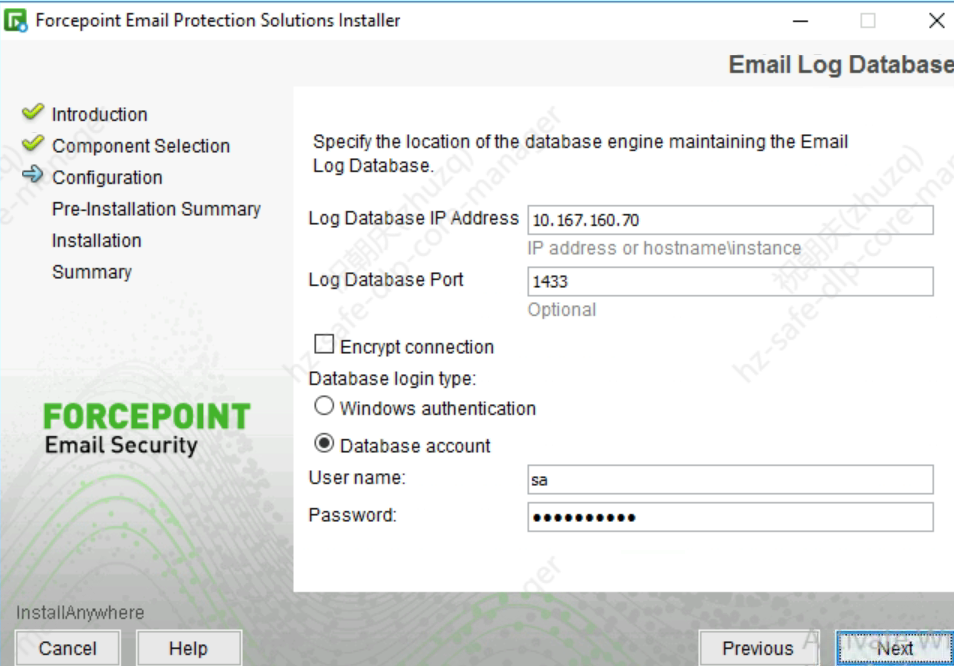 Forcepoint Email Protection Solutions Installer
Email Log Database
Introduction
Component Selection
Configuration
Pre-Installation Summary
Installation
Summary
Specify the location of the database engine maintaining the Email
Log Database.
Log Database IP Address
10.167.160.70
IP address or hostname\instance
Log Database Port
1433
Optional
Encrypt connection
Database login type:
Windows authentication
Database account
User name:
sa
Password:
••••••••••
FORCEPOINT
Email Security
InstallAnywhere
Cancel
Help
Previous
Next